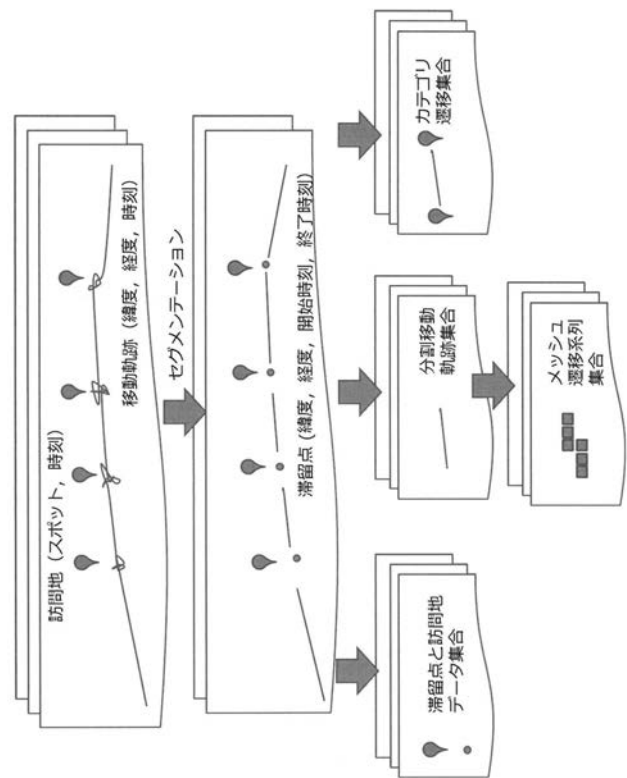 訪問地（スポット，時刻）
移動軌跡（緯度，経度，時刻）
セグメンテーション
滞留点（緯度，経度，開始時刻，終了時刻）
滞留点と訪問地
データ集合
分割移動
軌跡集合
カテゴリ
遷移集合
メッシュ
遷移系列
集合